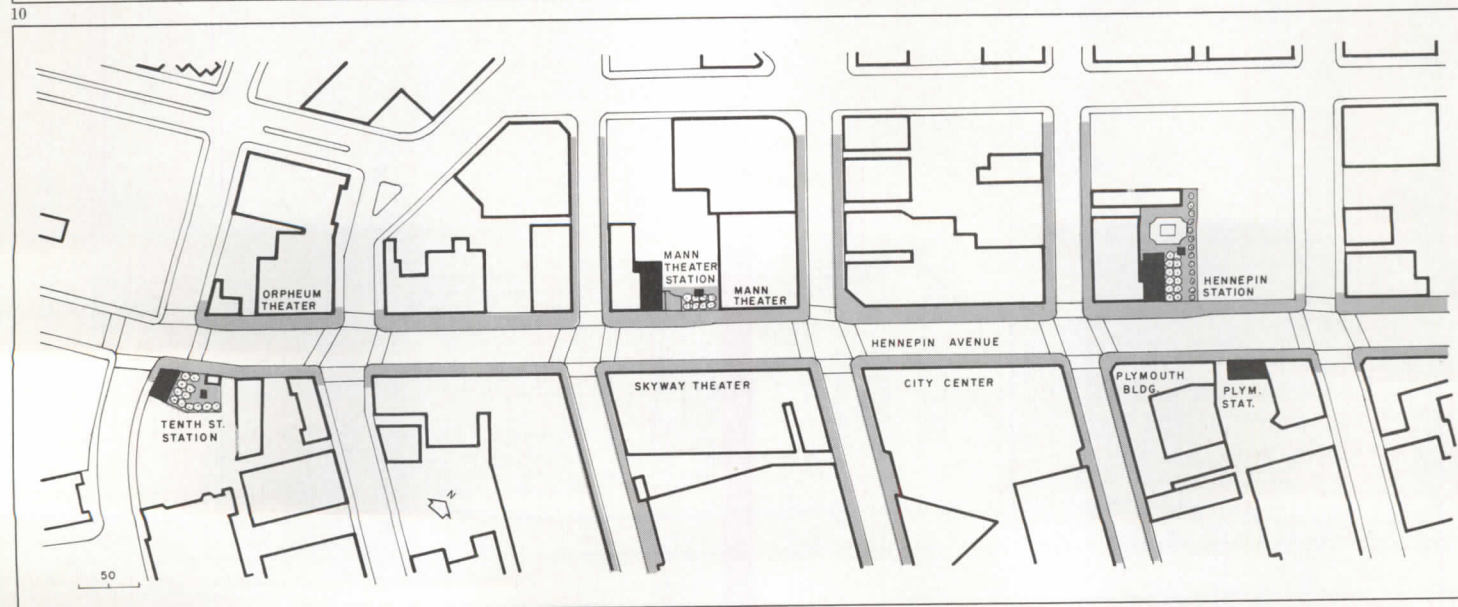 10
ORPHEUM
THEATER
MANN
THEATER
STATION
MANN
THEATER
HENNEPIN
STATION
HENNEPIN AVENUE
TENTH ST.
STATION
SKYWAY THEATER
CITY CENTER
PLYMOUTH
BLDG.
PLYM.
STAT.
N
50